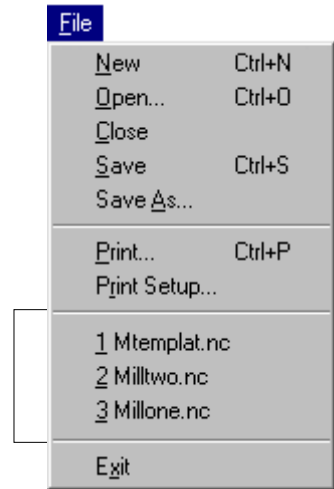 File
New Ctrl+N
Open... Ctrl+O
Close
Save Ctrl+S
Save As...
Print... Ctrl+P
Print Setup...
1 Mtemplat.nc
2 Milltwo.nc
3 Millone.nc
Exit